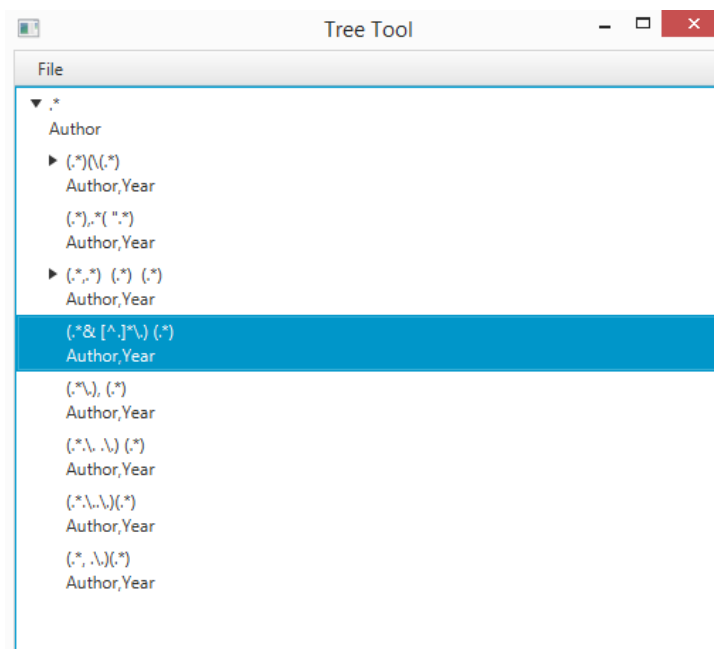 Tree Tool
File
.*
Author
(.*)(\(.*)
Author,Year
(.*),.*( ".*)
Author,Year
(.*,.*)  (.*)  (.*)
Author,Year
(.*& [^.]*\.) (.*)
Author,Year
(.*\.), (.*)
Author,Year
(.*.\. .\.) (.*)
Author,Year
(.*.\..\.)(.*)
Author,Year
(.*, .\.)(.*)
Author,Year